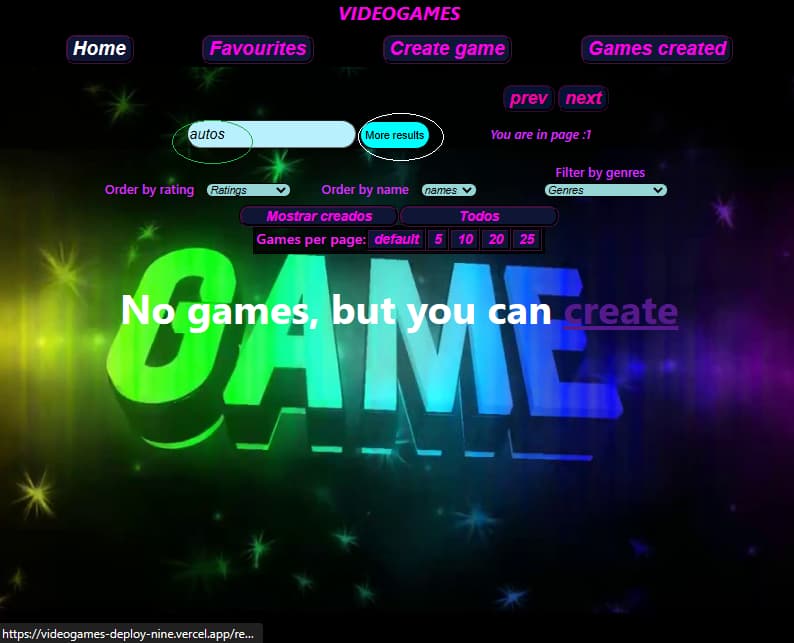 VIDEOGAMES
Home Favourites Create game Games created
prev next
autos More results You are in page :1
Filter by genres
Order by rating Ratings Order by name names Genres
Mostrar creados Todos
Games per page: default 5 10 20 25
GAME
No games, but you can create
https://videogames-deploy-nine.vercel.app/re...